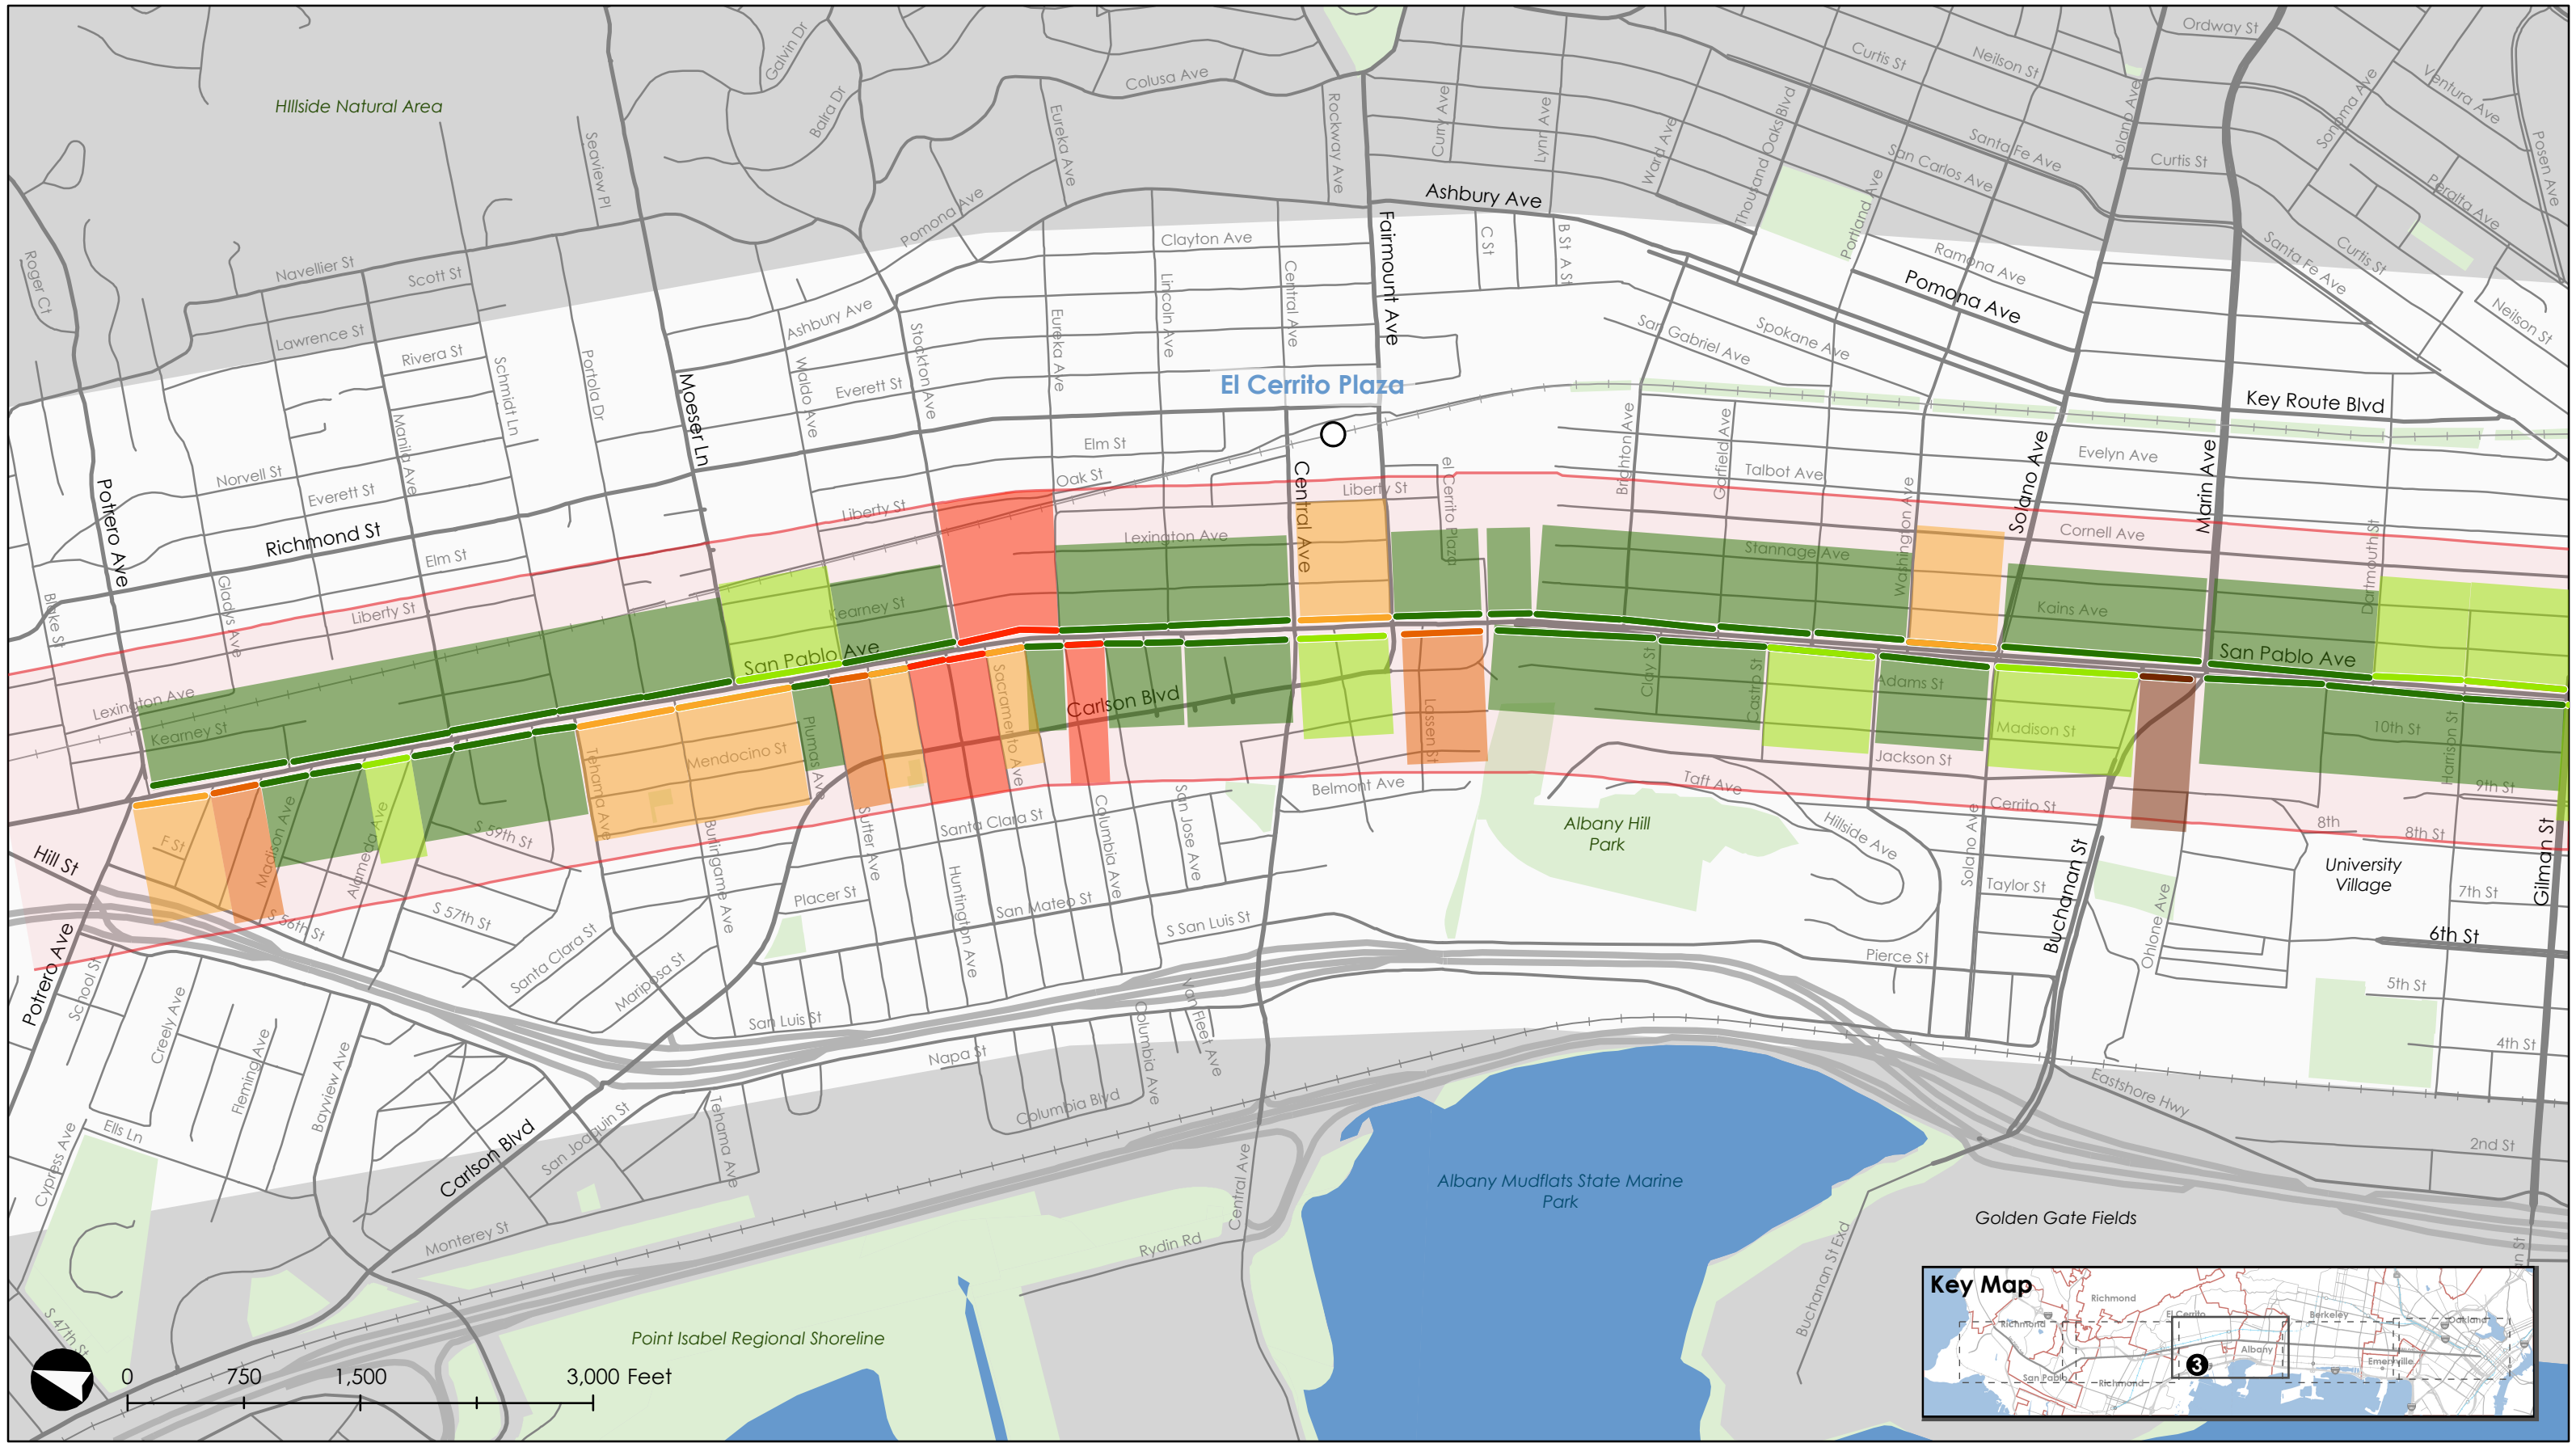 Ordway St
Galvin Dr
Curtis St
Neilson St
Colusa Ave
Ventura Ave
Sonoma Ave
Hillside Natural Area
Balra Dr
Eureka Ave
Rockway Ave
Curry Ave
Lynn Ave
Ward Ave
Thousand Oaks Blvd
Santa Fe Ave
San Carlos Ave
Solano Ave
Curtis St
Posen Ave
Seaview Pl
Pomona Ave
Ashbury Ave
Portland Ave
Peralta Ave
Roger Ct
Navellier St
Scott St
Clayton Ave
Fairmount Ave
C St
B St
A St
Ramona Ave
Pomona Ave
Santa Fe Ave
Curtis St
Neilson St
Lawrence St
Rivera St
Schmidt Ln
Portola Dr
Ashbury Ave
Waldo Ave
Stockton Ave
Everett St
Eureka Ave
Lincoln Ave
Central Ave
San Gabriel Ave
Spokane Ave
El Cerrito Plaza
Moeser Ln
Manila Ave
Key Route Blvd
Norvell St
Everett St
Richmond St
Elm St
Oak St
Liberty St
Liberty St
Lexington Ave
Central Ave
el Cerrito Plaza
Brighton Ave
Garfield Ave
Talbot Ave
Evelyn Ave
Washington Ave
Solano Ave
Marin Ave
Cornell Ave
Stannage Ave
Dartmouth St
Potrero Ave
Blake St
Gladys Ave
Elm St
Liberty St
Kearney St
Kains Ave
Lexington Ave
Kearney St
San Pablo Ave
San Pablo Ave
Carlson Blvd
Sacramento Ave
Lassen St
Clay St
Castro St
Adams St
Madison St
Jackson St
10th St
Harrison St
9th St
Tehama Ave
Mendocino St
Plumas Ave
Hill St
F St
Madison Ave
Alameda Ave
S 59th St
Burlingame Ave
Sutter Ave
Santa Clara St
Columbia Ave
San Jose Ave
Belmont Ave
Taft Ave
Cerrito St
8th
8th St
Gilman St
Albany Hill
Park
Hillside Ave
Solano Ave
Buchanan St
University
Village
S 56th St
S 57th St
Santa Clara St
Placer St
Huntington Ave
San Mateo St
S San Luis St
Taylor St
7th St
6th St
Potrero Ave
School St
Mariposa St
Pierce St
Ohlone Ave
5th St
Creely Ave
Fleming Ave
Bayview Ave
San Luis St
Napa St
Columbia Ave
Van Fleet Ave
4th St
Eastshore Hwy
Ells Ln
Cypress Ave
Carlson Blvd
San Joaquin St
Tehama Ave
Columbia Blvd
Central Ave
2nd St
Monterey St
Rydin Rd
Albany Mudflats State Marine
Park
Buchanan St Exd
Golden Gate Fields
S 47th St
Point Isabel Regional Shoreline
0 750 1,500 3,000 Feet
Key Map
Richmond
El Cerrito
Berkeley
Oakland
Richmond
Albany
Emeryville
San Pablo
Richmond
3